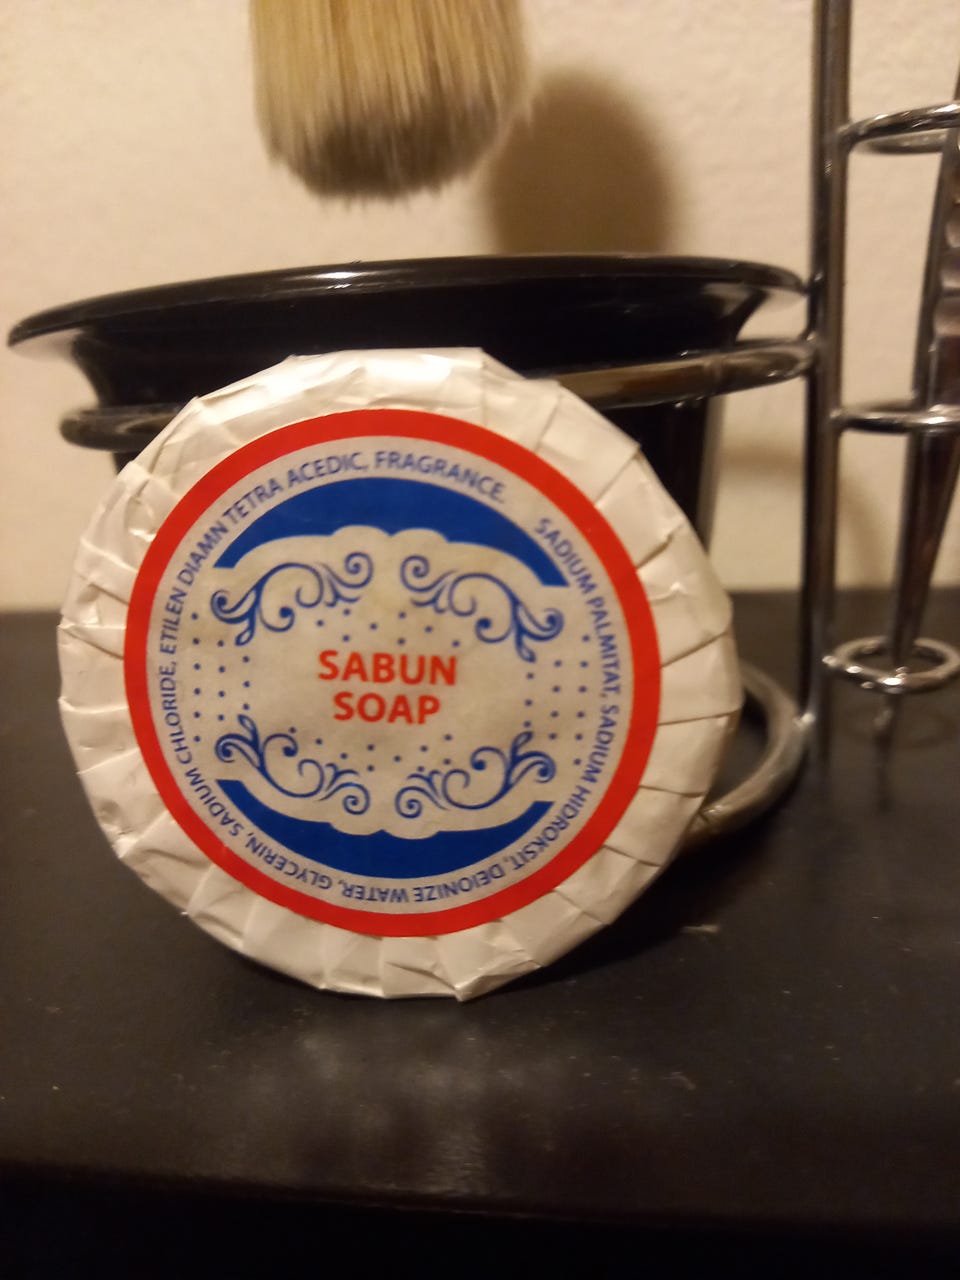 SABUN
SOAP
SADIUM PALMITAT, SADIUM HIDROKSIT, DEIONIZE WATER, GLYCERIN, SADIUM CHLORIDE, ETILEN DIAMN TETRA ACEDIC, FRAGRANCE.